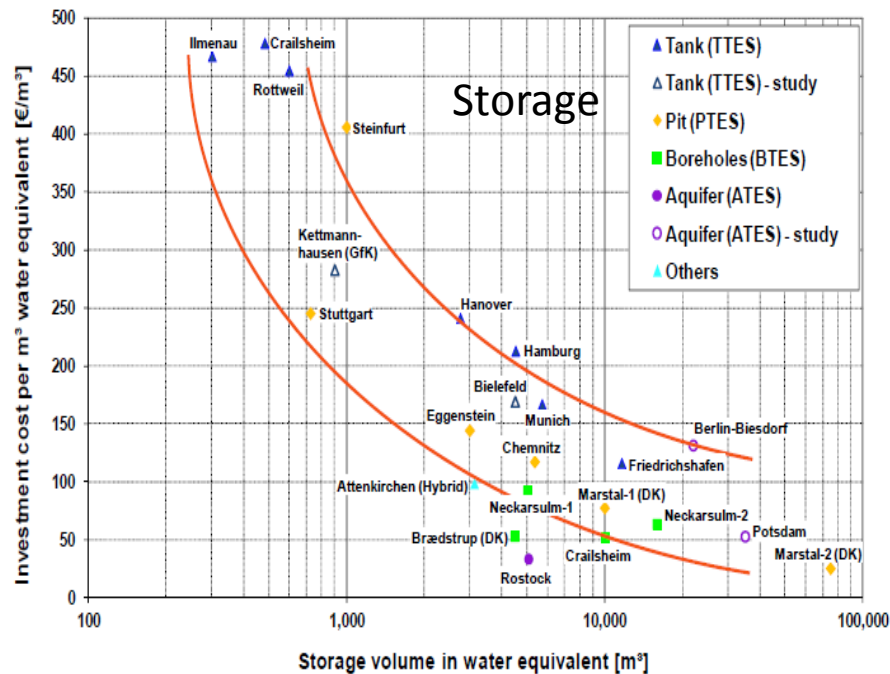 Investment cost per m³ water equivalent [€/m³]
500
450
400
350
300
250
200
150
100
50
0
100
1,000
10,000
100,000
Storage volume in water equivalent [m³]
Storage
Tank (TTES)
Tank (TTES) - study
Pit (PTES)
Boreholes (BTES)
Aquifer (ATES)
Aquifer (ATES) - study
Others
Ilmenau
Crailsheim
Rottweil
Steinfurt
Kettmann-
hausen (GfK)
Stuttgart
Hanover
Hamburg
Bielefeld
Munich
Eggenstein
Chemnitz
Berlin-Biesdorf
Friedrichshafen
Attenkirchen (Hybrid)
Neckarsulm-1
Marstal-1 (DK)
Neckarsulm-2
Brædstrup (DK)
Crailsheim
Potsdam
Rostock
Marstal-2 (DK)